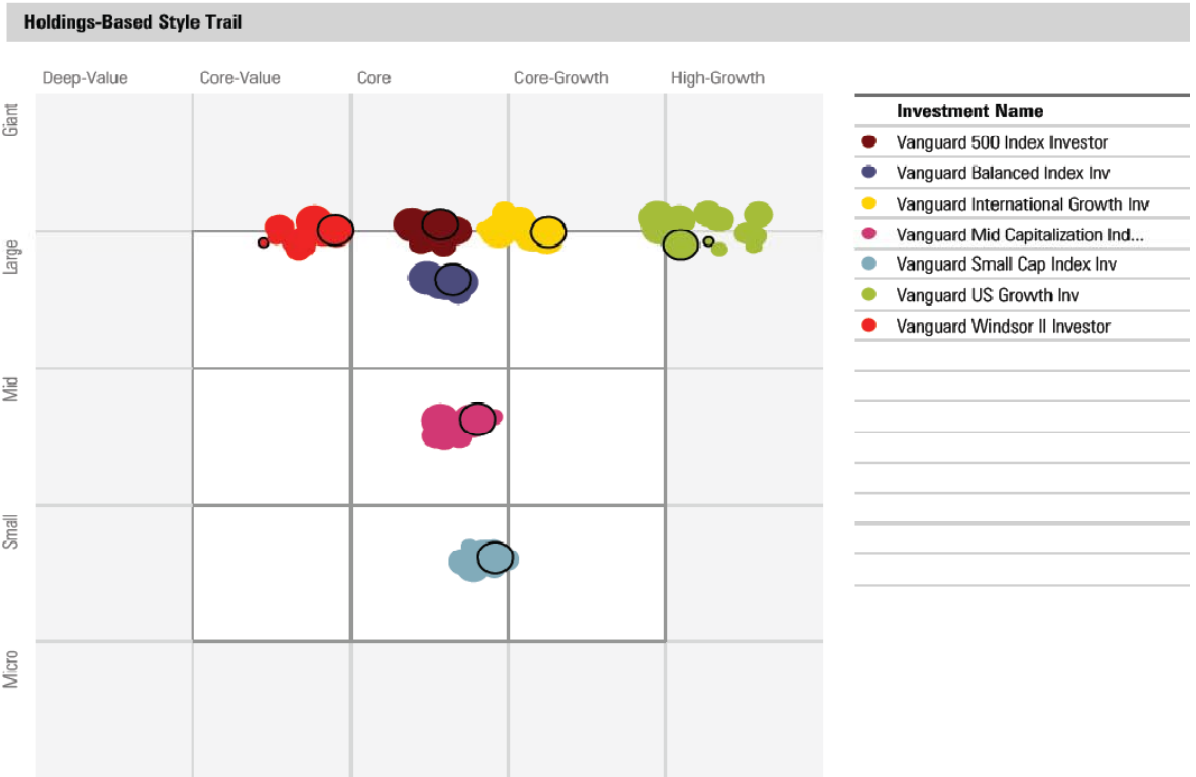 Holdings-Based Style Trail
Deep-Value Core-Value Core Core-Growth High-Growth
Giant
Large
Mid
Small
Micro
Investment Name
Vanguard 500 Index Investor
Vanguard Balanced Index Inv
Vanguard International Growth Inv
Vanguard Mid Capitalization Ind...
Vanguard Small Cap Index Inv
Vanguard US Growth Inv
Vanguard Windsor II Investor